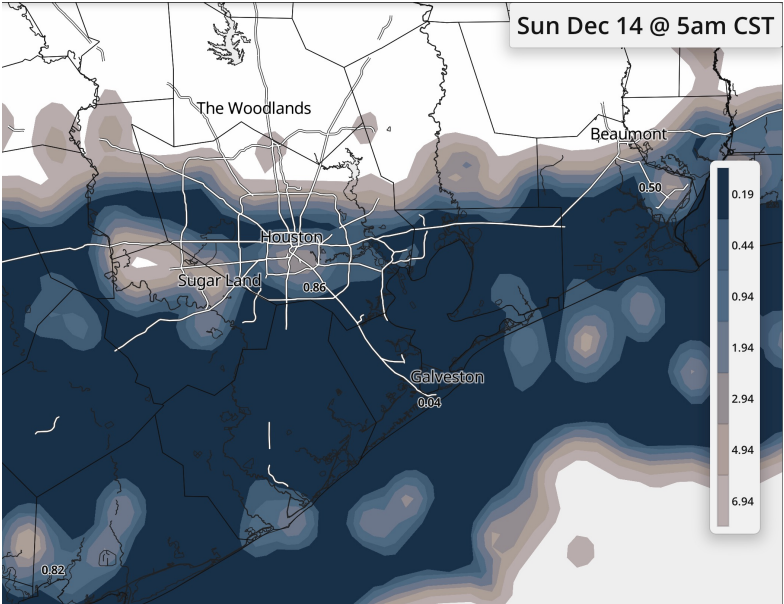 Sun Dec 14 @ 5am CST
The Woodlands
Beaumont
0.50
0.19
Houston
0.44
Sugar Land
0.86
0.94
1.94
Galveston
2.94
0.04
4.94
6.94
0.82